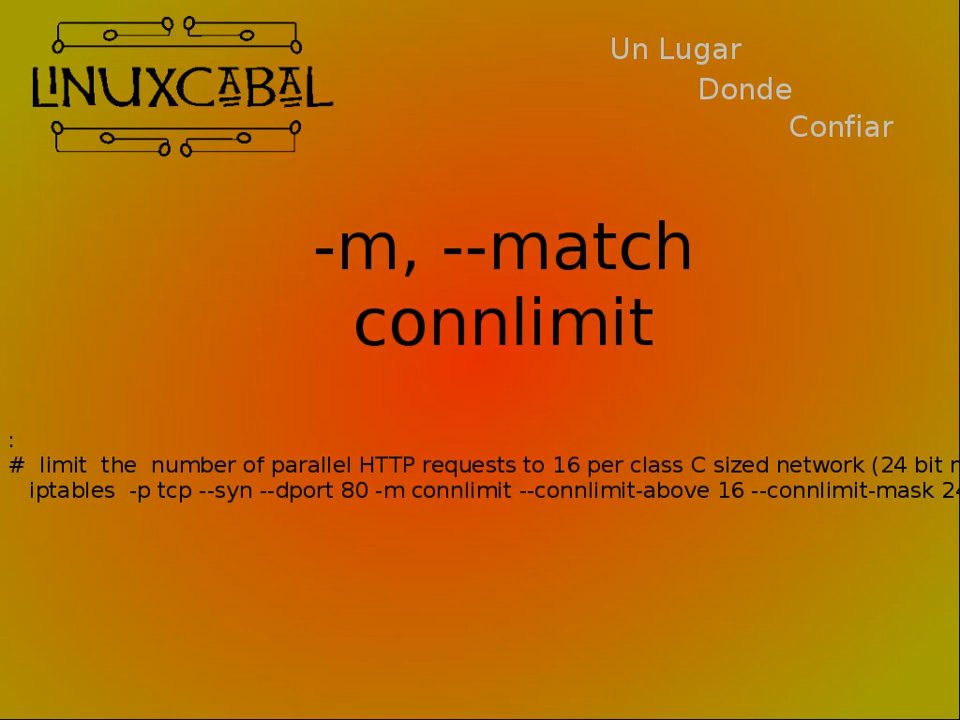 LINUXCABAL
Un Lugar
Donde
Confiar
-m, --match
connlimit
:
# limit the number of parallel HTTP requests to 16 per class C sized network (24 bit
iptables -p tcp --syn --dport 80 -m connlimit --connlimit-above 16 --connlimit-mask 24